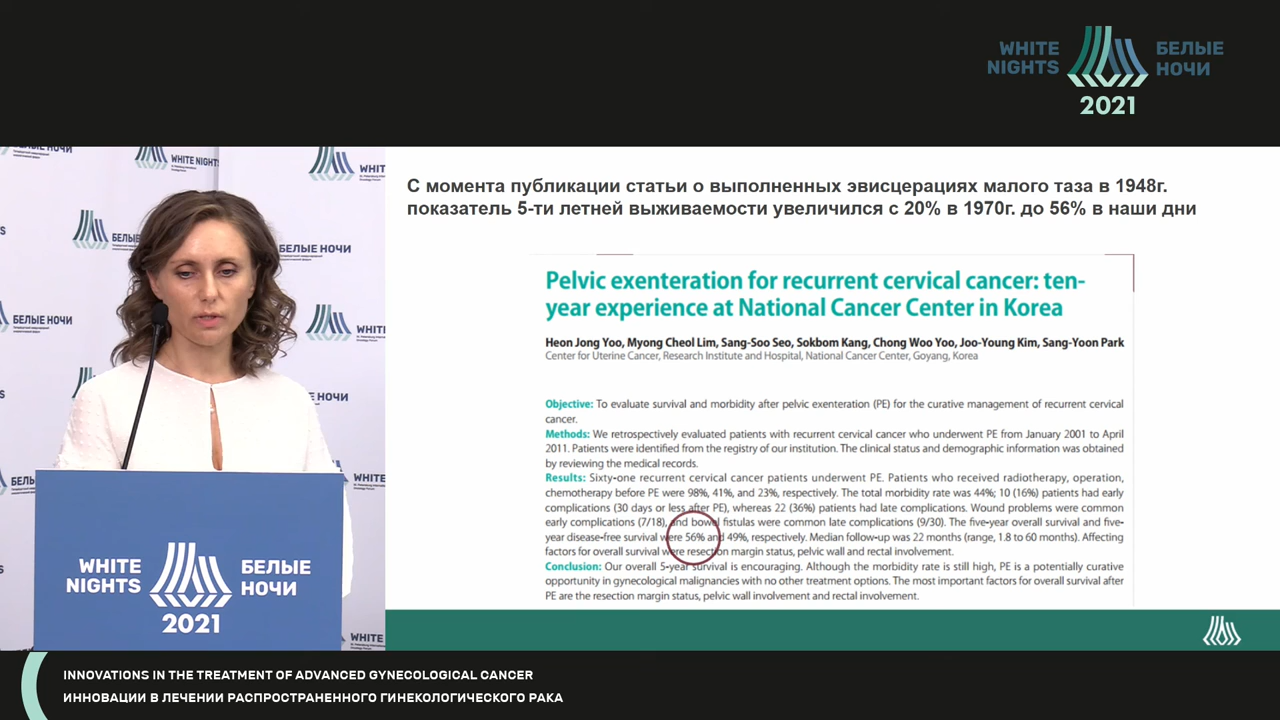 WHITE
NIGHTS
БЕЛЫЕ
НОЧИ
2021
С момента публикации статьи о выполненных эвисцерациях малого таза в 1948г.
показатель 5-ти летней выживаемости увеличился с 20% в 1970г. до 56% в наши дни
Pelvic exenteration for recurrent cervical cancer: ten-
year experience at National Cancer Center in Korea
Heon Jong Yoo, Myong Cheol Lim, Sang-Soo Seo, Sokbom Kang, Chong Woo Yoo, Joo-Young Kim, Sang-Yoon Park
Center for Uterine Cancer, Research Institute and Hospital, National Cancer Center, Goyang, Korea
Objective: To evaluate survival and morbidity after pelvic exenteration (PE) for the curative management of recurrent cervical
cancer.
Methods: We retrospectively evaluated patients with recurrent cervical cancer who underwent PE from January 2001 to April
2011. Patients were identified from the registry of our institution. The clinical status and demographic information was obtained
by reviewing the medical records.
Results: Sixty-one recurrent cervical cancer patients underwent PE. Patients who received radiotherapy, operation,
chemotherapy before PE were 98%, 41%, and 23%, respectively. The total morbidity rate was 44%; 10 (16%) patients had early
complications (30 days or less after PE), whereas 22 (36%) patients had late complications. Wound problems were common
early complications (7/18), and bowel fistulas were common late complications (9/30). The five-year overall survival and five-
year disease-free survival were 56% and 49%, respectively. Median follow-up was 22 months (range, 1.8 to 60 months). Affecting
factors for overall survival were resection margin status, pelvic wall and rectal involvement.
Conclusion: Our overall 5-year survival is encouraging. Although the morbidity rate is still high, PE is a potentially curative
opportunity in gynecological malignancies with no other treatment options. The most important factors for overall survival after
PE are the resection margin status, pelvic wall involvement and rectal involvement.
WHITE NIGHTS
WHITE
БЕЛЫЕ
БЕЛЫЕ НОЧИ
БЕЛЫЕ НОЧИ
WHITE
НОЧИ
WHITE
WHITE
NIGHTS
БЕЛЫЕ
НОЧИ
2021
INNOVATIONS IN THE TREATMENT OF ADVANCED GYNECOLOGICAL CANCER
ИННОВАЦИИ В ЛЕЧЕНИИ РАСПРОСТРАНЕННОГО ГИНЕКОЛОГИЧЕСКОГО РАКА